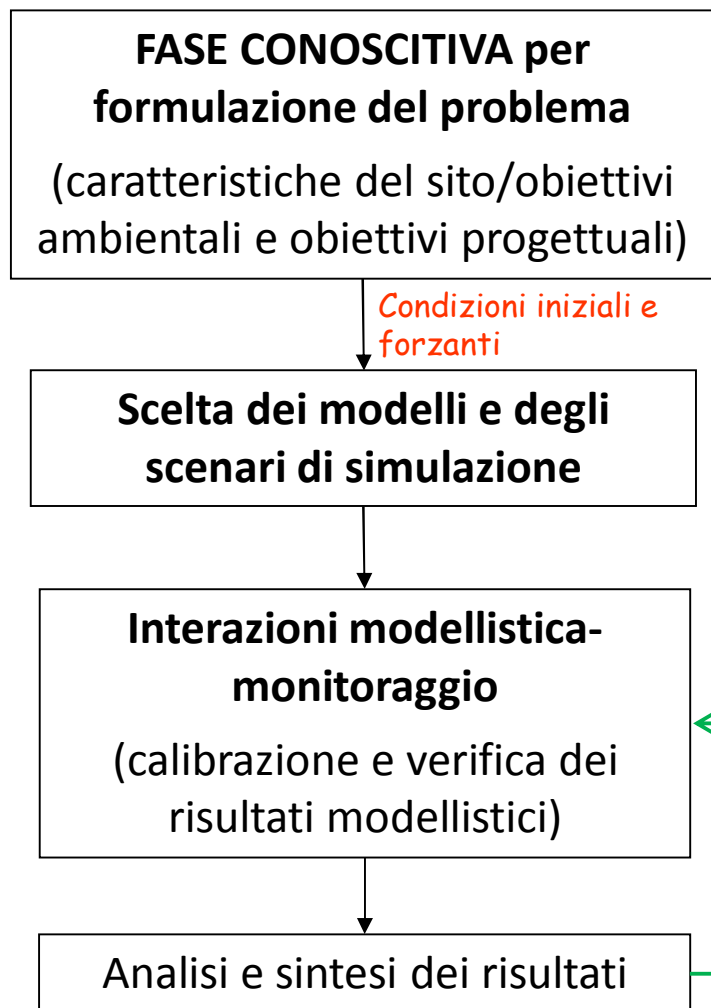 FASE CONOSCITIVA per
formulazione del problema
(caratteristiche del sito/obiettivi
ambientali e obiettivi progettuali)
Condizioni iniziali e
forzanti
Scelta dei modelli e degli
scenari di simulazione
Interazioni modellistica-
monitoraggio
(calibrazione e verifica dei
risultati modellistici)
Analisi e sintesi dei risultati